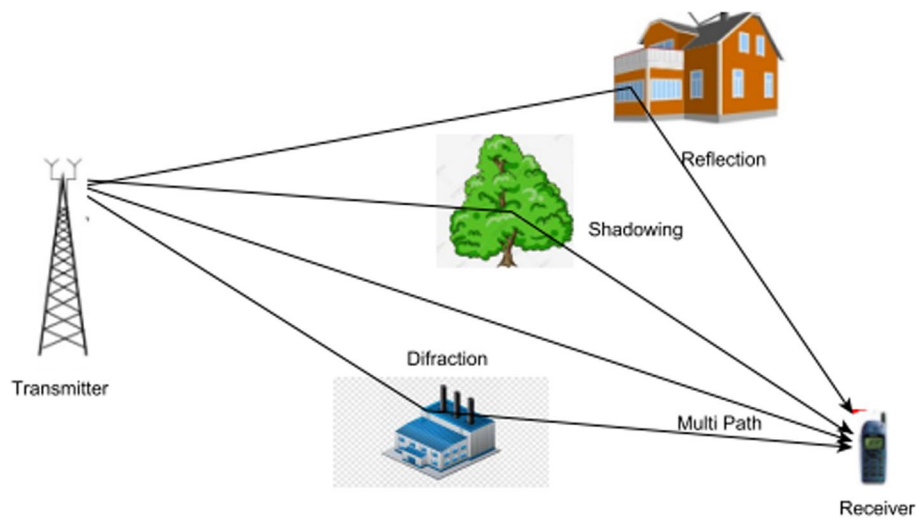 Reflection
Shadowing
Difraction
Transmitter
Multi Path
Receiver